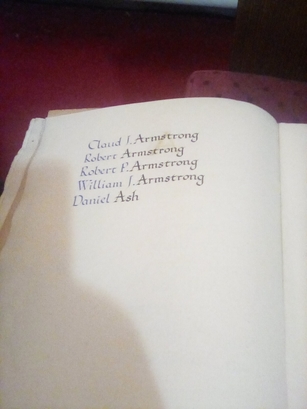 Claud J. Armstrong
Robert Armstrong
Robert P. Armstrong
William J. Armstrong
Daniel Ash